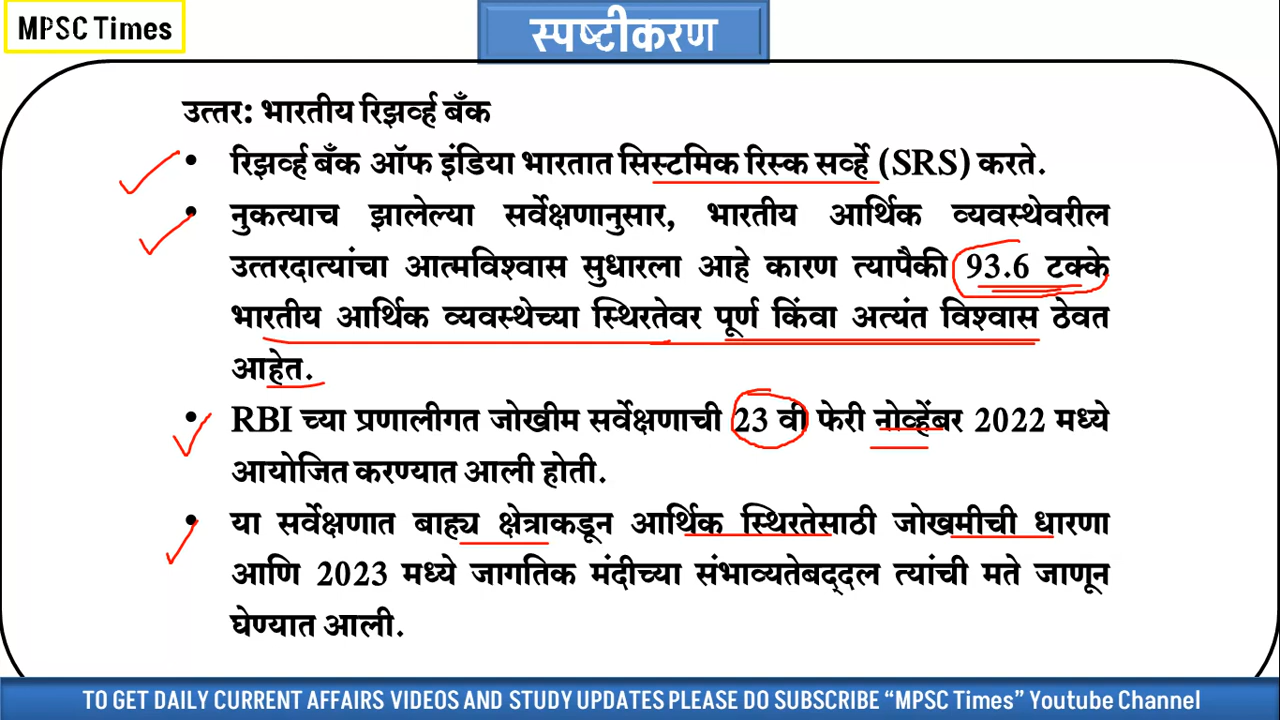 MPSC Times
स्पष्टीकरण
उत्तर: भारतीय रिझर्व्ह बँक
• रिझर्व्ह बँक ऑफ इंडिया भारतात सिस्टमिक रिस्क सर्व्हे (SRS) करते.
• नुकत्याच झालेल्या सर्वेक्षणानुसार, भारतीय आर्थिक व्यवस्थेवरील
उत्तरदात्यांचा आत्मविश्वास सुधारला आहे कारण त्यापैकी 93.6 टक्के
भारतीय आर्थिक व्यवस्थेच्या स्थिरतेवर पूर्ण किंवा अत्यंत विश्वास ठेवत
आहेत.
• RBI च्या प्रणालीगत जोखीम सर्वेक्षणाची 23 वी फेरी नोव्हेंबर 2022 मध्ये
आयोजित करण्यात आली होती.
• या सर्वेक्षणात बाह्य क्षेत्राकडून आर्थिक स्थिरतेसाठी जोखमीची धारणा
आणि 2023 मध्ये जागतिक मंदीच्या संभाव्यतेबद्दल त्यांची मते जाणून
घेण्यात आली.
TO GET DAILY CURRENT AFFAIRS VIDEOS AND STUDY UPDATES PLEASE DO SUBSCRIBE “MPSC Times” Youtube Channel